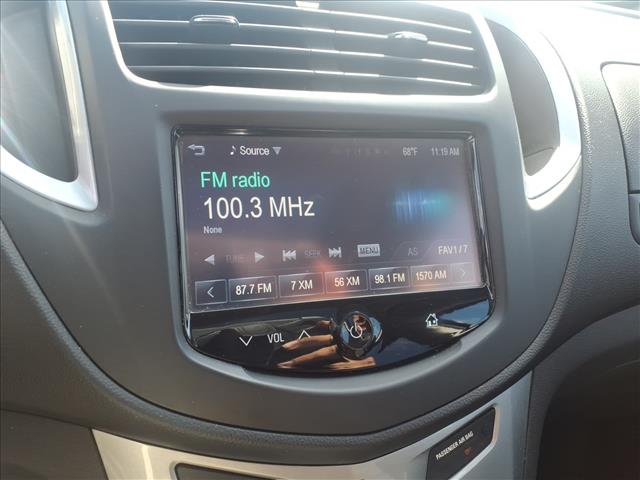 Source 68°F 11:19 AM
FM radio
100.3 MHz
None
TUNE SEEK MENU AS FAV1/7
87.7 FM 7 XM 56 XM 98.1 FM 1570 AM
VOL
PASSENGER AIR BAG